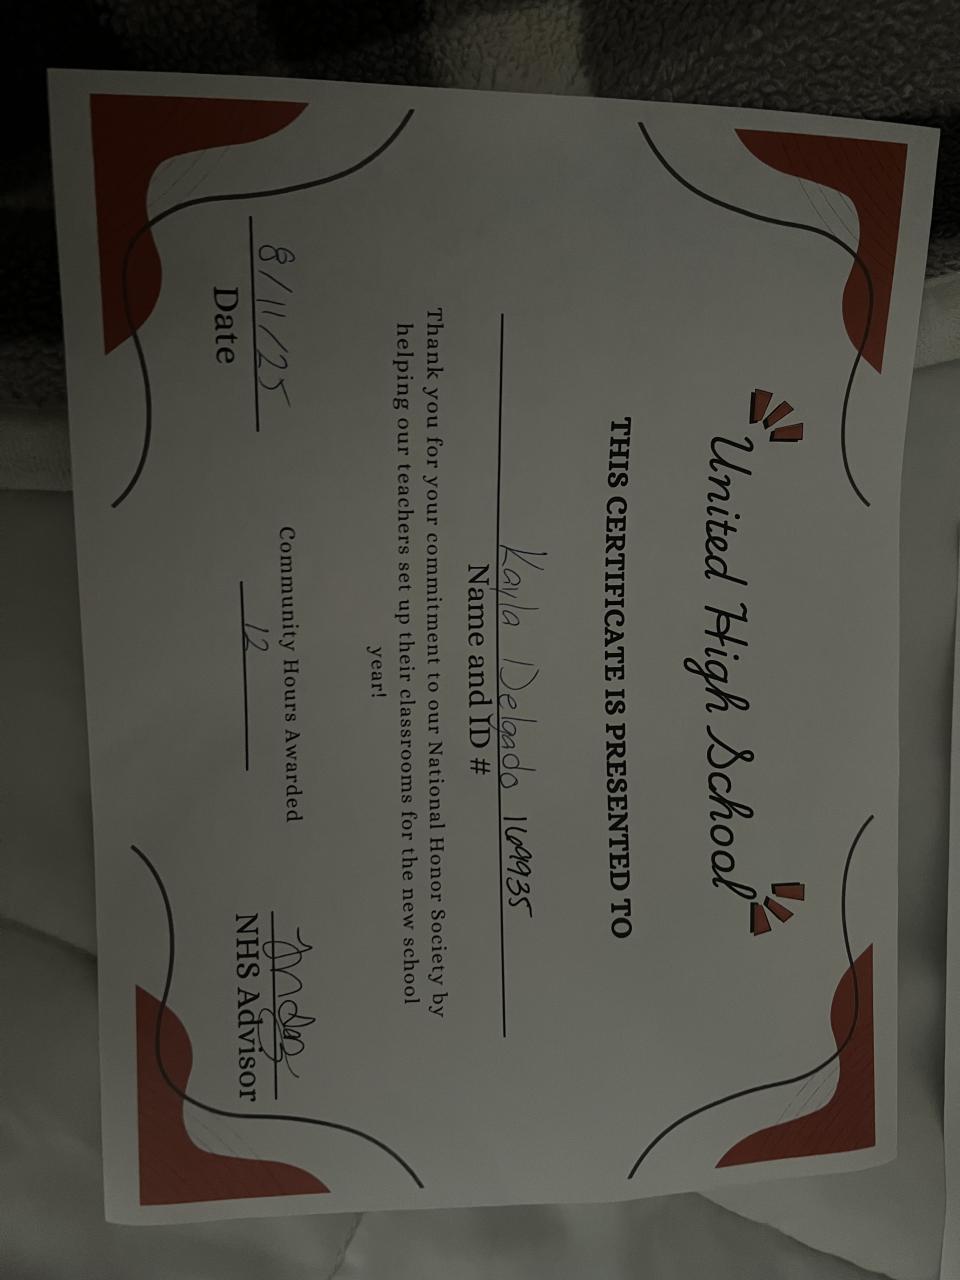 United High School
THIS CERTIFICATE IS PRESENTED TO
Kayla Delgado 169935
Name and ID #
Thank you for your commitment to our National Honor Society by
helping our teachers set up their classrooms for the new school
year!
Community Hours Awarded
8/11/25
12
Date
NHS Advisor